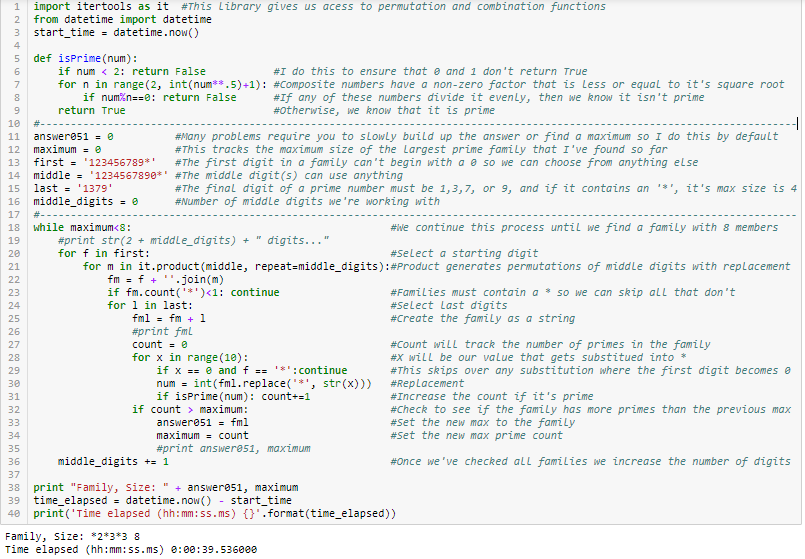 1 import itertools as it  #This library gives us acess to permutation and combination functions
2 from datetime import datetime
3 start_time = datetime.now()
4
5 def isPrime(num):
6     if num < 2: return False          #I do this to ensure that 0 and 1 don't return True
7     for n in range(2, int(num**.5)+1): #Composite numbers have a non-zero factor that is less or equal to it's square root
8         if num%n==0: return False     #If any of these numbers divide it evenly, then we know it isn't prime
9     return True                       #Otherwise, we know that it is prime
10 #----------------------------------------------------------------------------------------------------------------
11 answer051 = 0         #Many problems require you to slowly build up the answer or find a maximum so I do this by default
12 maximum = 0           #This tracks the maximum size of the largest prime family that I've found so far
13 first = '123456789*'  #The first digit in a family can't begin with a 0 so we can choose from anything else
14 middle = '1234567890*' #The middle digit(s) can use anything
15 last = '1379'         #The final digit of a prime number must be 1,3,7, or 9, and if it contains an '*', it's max size is 4
16 middle_digits = 0     #Number of middle digits we're working with
17 #----------------------------------------------------------------------------------------------------------------
18 while maximum<8:                                        #We continue this process until we find a family with 8 members
19     #print str(2 + middle_digits) + " digits..."
20     for f in first:                                     #Select a starting digit
21         for m in it.product(middle, repeat=middle_digits):#Product generates permutations of middle digits with replacement
22             fm = f + ''.join(m)
23             if fm.count('*')<1: continue                #Families must contain a * so we can skip all that don't
24             for l in last:                              #Select last digits
25                 fml = fm + l                            #Create the family as a string
26                 #print fml
27                 count = 0                               #Count will track the number of primes in the family
28                 for x in range(10):                     #X will be our value that gets substitued into *
29                     if x == 0 and f == '*':continue     #This skips over any substitution where the first digit becomes 0
30                     num = int(fml.replace('*', str(x))) #Replacement
31                     if isPrime(num): count+=1           #Increase the count if it's prime
32                 if count > maximum:                     #Check to see if the family has more primes than the previous max
33                     answer051 = fml                     #Set the new max to the family
34                     maximum = count                     #Set the new max prime count
35                     #print answer051, maximum
36     middle_digits += 1                                  #Once we've checked all families we increase the number of digits
37
38 print "Family, Size: " + answer051, maximum
39 time_elapsed = datetime.now() - start_time
40 print('Time elapsed (hh:mm:ss.ms) {}'.format(time_elapsed))
Family, Size: *2*3*3 8
Time elapsed (hh:mm:ss.ms) 0:00:39.536000